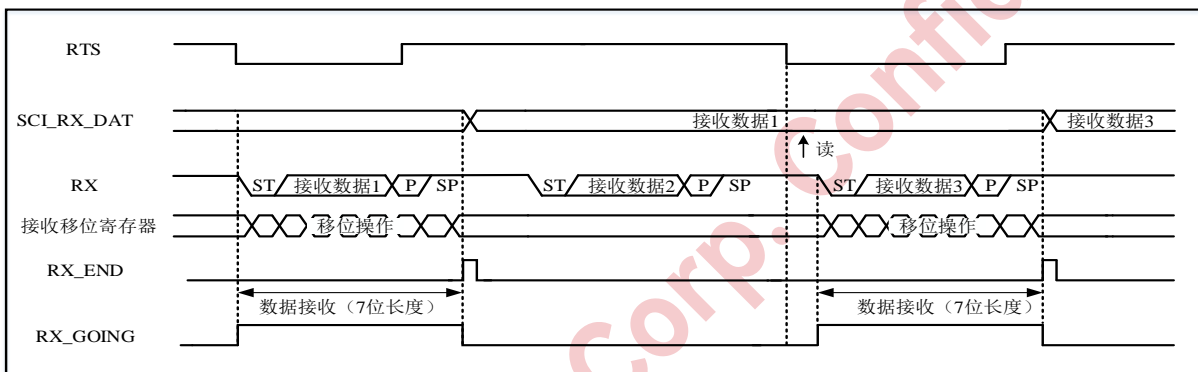 RTS
SCI_RX_DAT 接收数据1 接收数据3
读
RX ST 接收数据1 P SP ST 接收数据2 P SP ST 接收数据3 P SP
接收移位寄存器 移位操作 移位操作
RX_END
数据接收（7位长度） 数据接收（7位长度）
RX_GOING
Corp. Confic